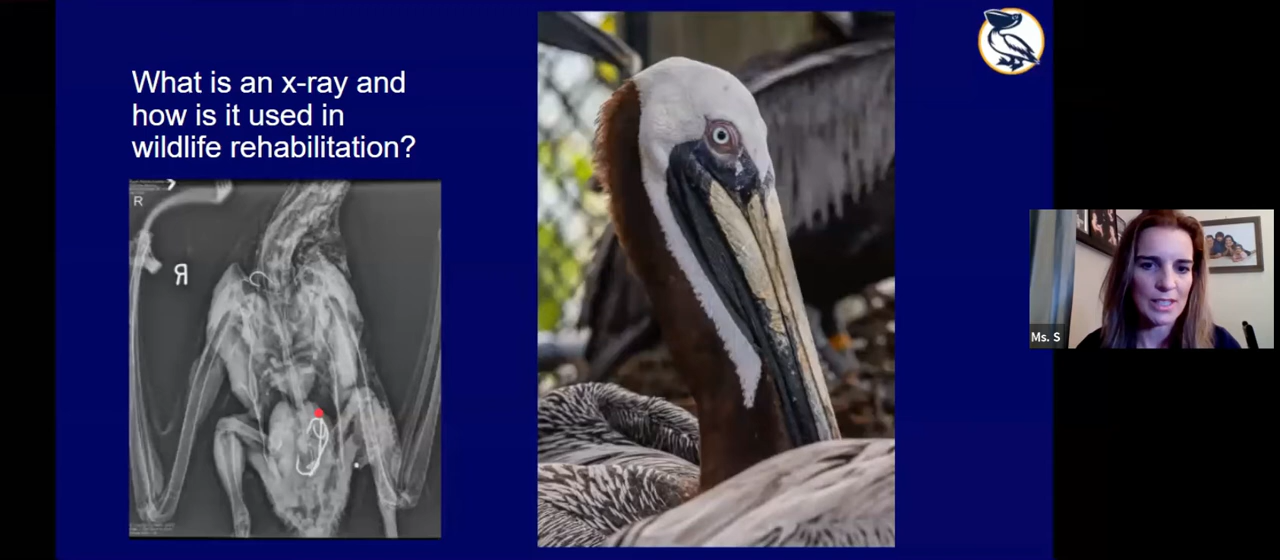 What is an x-ray and
how is it used in
wildlife rehabilitation?
R
Я
Ms. S